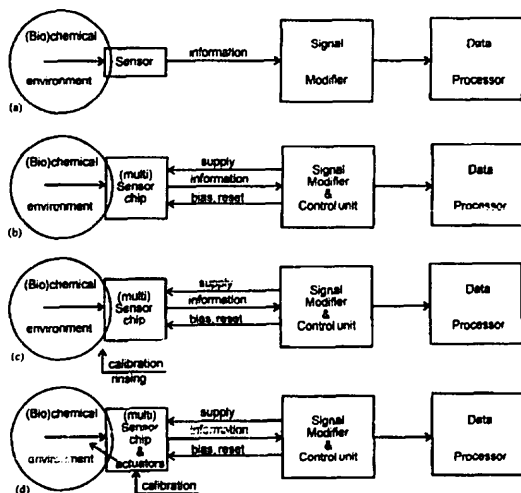 (Bio)chemical
environment
Sensor
information
Signal
Modifier
Data
Processor
(a)
(Bio)chemical
environment
(multi)
Sensor
chip
supply
information
bias, reset
Signal
Modifier
&
Control unit
Data
Processor
(b)
(Bio)chemical
environment
(multi)
Sensor
chip
supply
information
bias, reset
Signal
Modifier
&
Control unit
Data
Processor
(c)
calibration
rinsing
(Bio)chemical
environment
(multi)
Sensor
chip
&
actuators
supply
information
bias, reset
Signal
Modifier
&
Control unit
Data
Processor
(d)
calibration